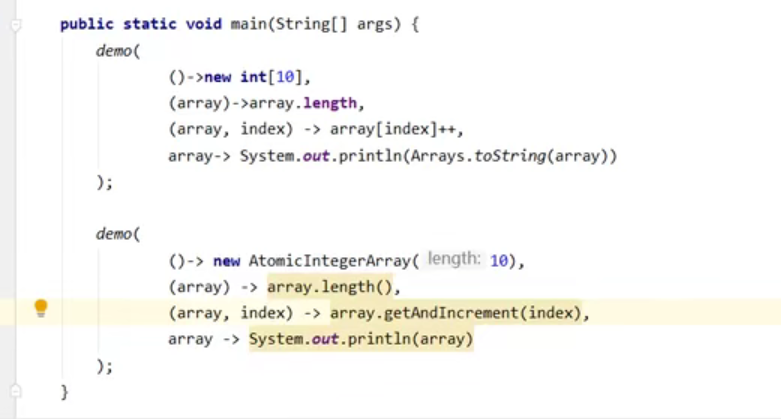 public static void main(String[] args) {
demo(
()->new int[10],
(array)->array.length,
(array, index) -> array[index]++,
array-> System.out.println(Arrays.toString(array))
);
demo(
()-> new AtomicIntegerArray( length: 10),
(array) -> array.length(),
(array, index) -> array.getAndIncrement(index),
array -> System.out.println(array)
);
}